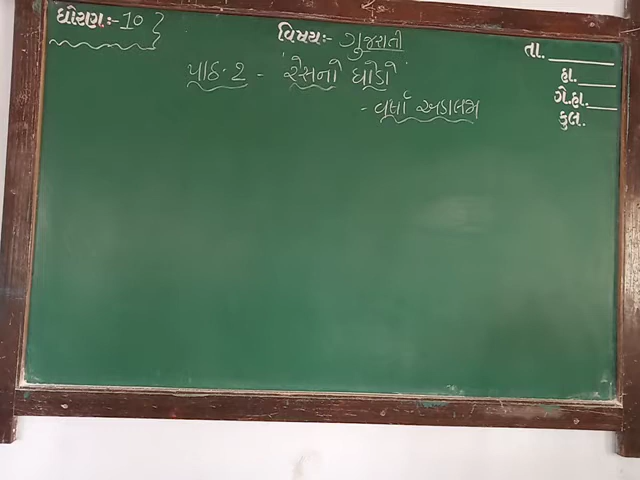 ધોરણ:-10
વિષય:- ગુજરાતી
પાઠ.2 - 'રેસનો ઘોડો'
- વર્ષા અડાલજા
તા.
હા.
ગે.હા.
કુલ.